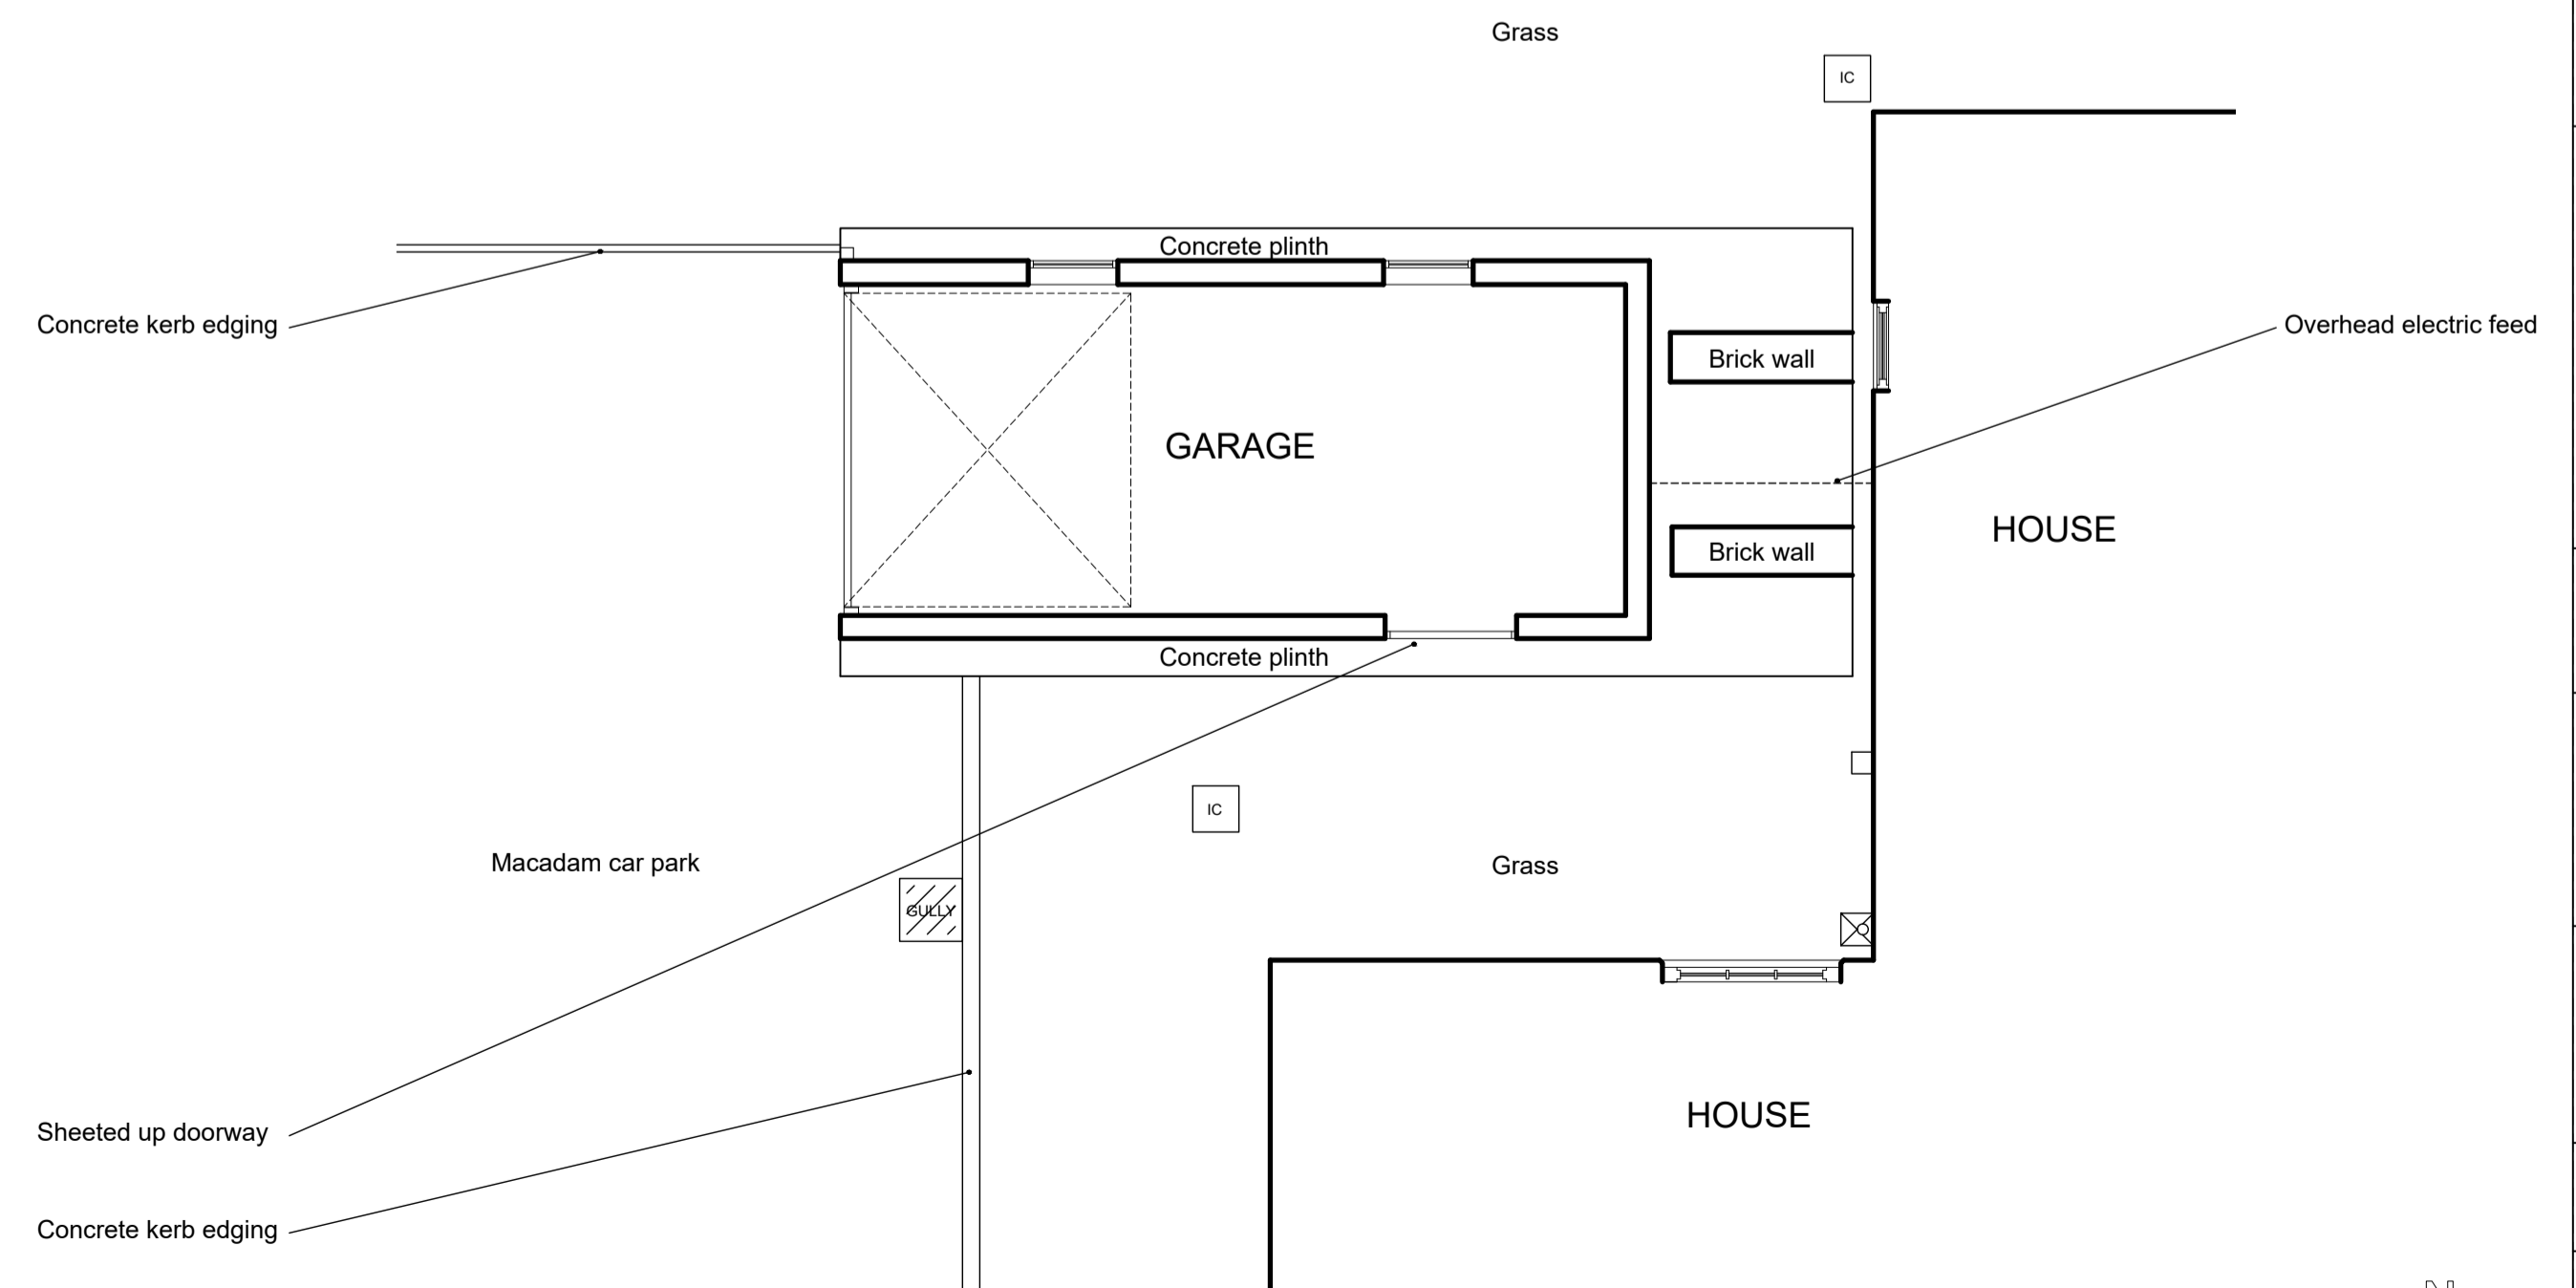 Grass
IC
Concrete plinth
Concrete kerb edging
Overhead electric feed
Brick wall
GARAGE
HOUSE
Brick wall
Concrete plinth
IC
Macadam car park
Grass
GULLY
HOUSE
Sheeted up doorway
Concrete kerb edging